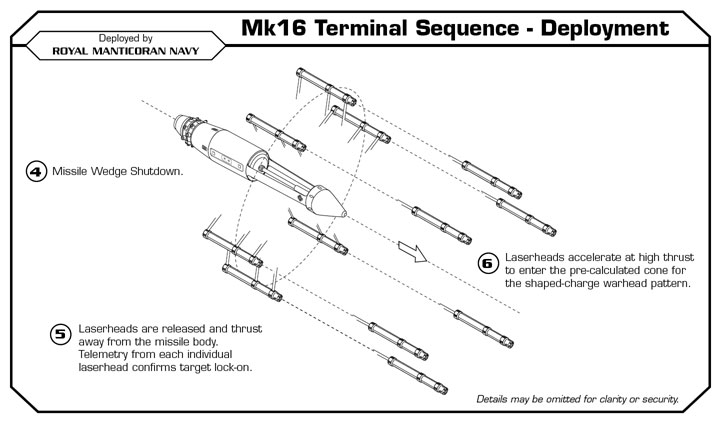 Mk16 Terminal Sequence - Deployment
Deployed by
ROYAL MANTICORAN NAVY
4 Missile Wedge Shutdown.
6 Laserheads accelerate at high thrust
to enter the pre-calculated cone for
the shaped-charge warhead pattern.
5 Laserheads are released and thrust
away from the missile body.
Telemetry from each individual
laserhead confirms target lock-on.
Details may be omitted for clarity or security.